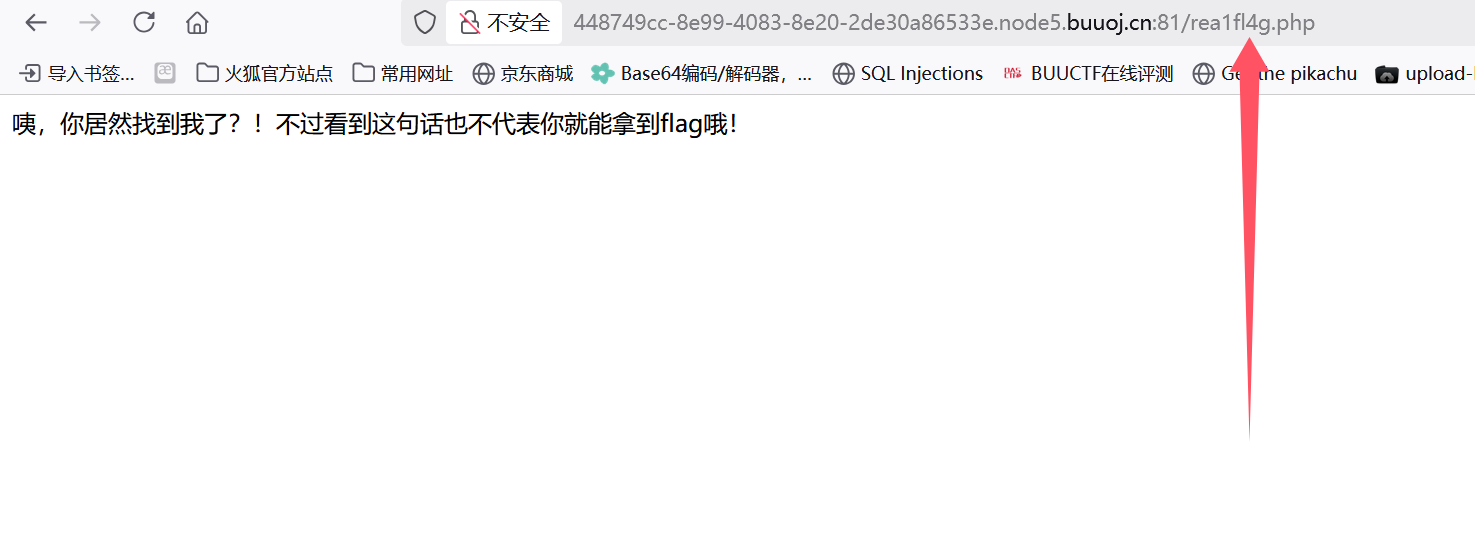 不安全 448749cc-8e99-4083-8e20-2de30a86533e.node5.buuoj.cn:81/rea1fl4g.php
导入书签... 火狐官方站点 常用网址 京东商城 Base64编码/解码器，... SQL Injections BUUCTF在线评测 the pikachu upload-
咦，你居然找到我了？！不过看到这句话也不代表你就能拿到flag哦！